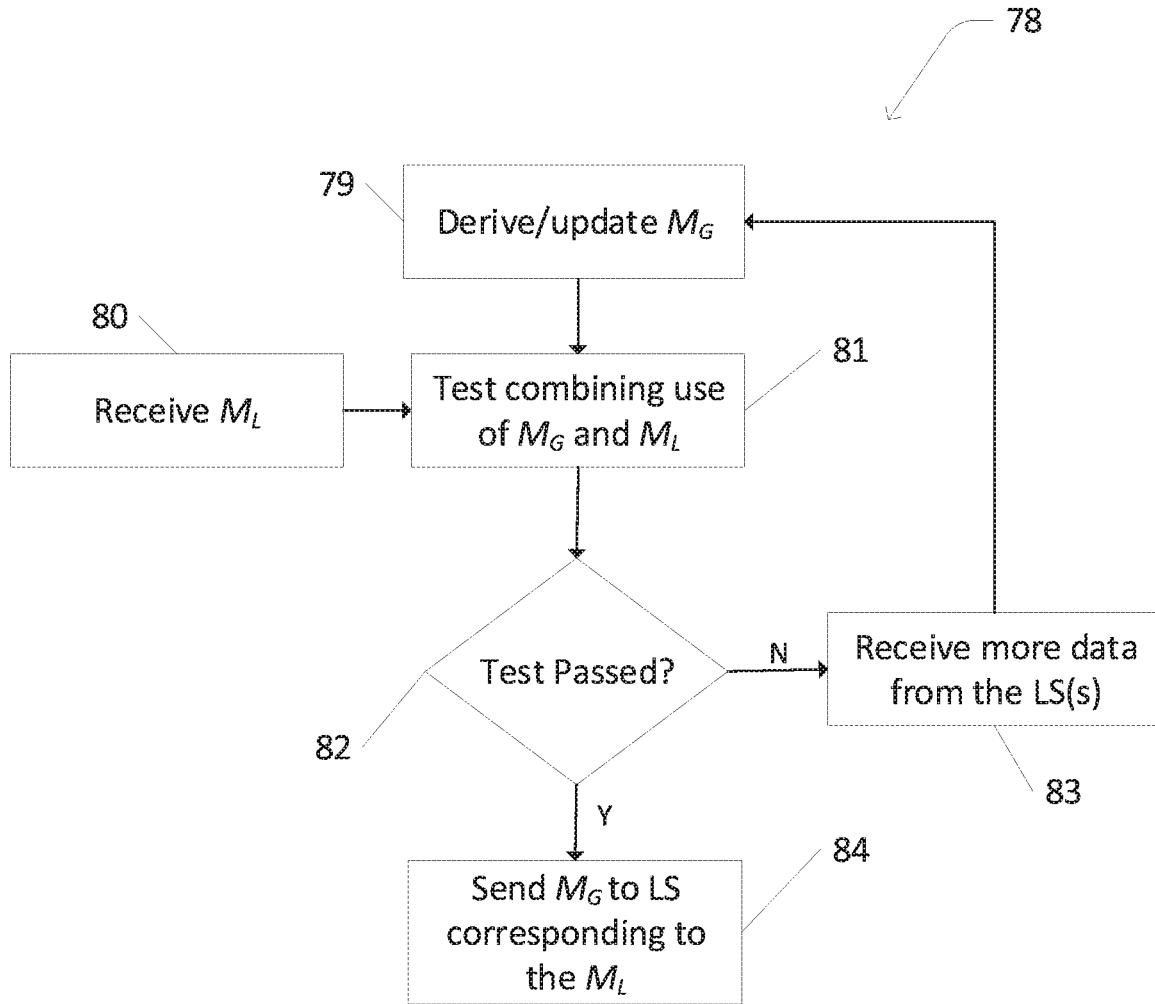 78
79
Derive/update M_G
80
Receive M_L
81
Test combining use
of M_G and M_L
Test Passed?
82
N
Receive more data
from the LS(s)
83
Y
84
Send M_G to LS
corresponding to
the M_L